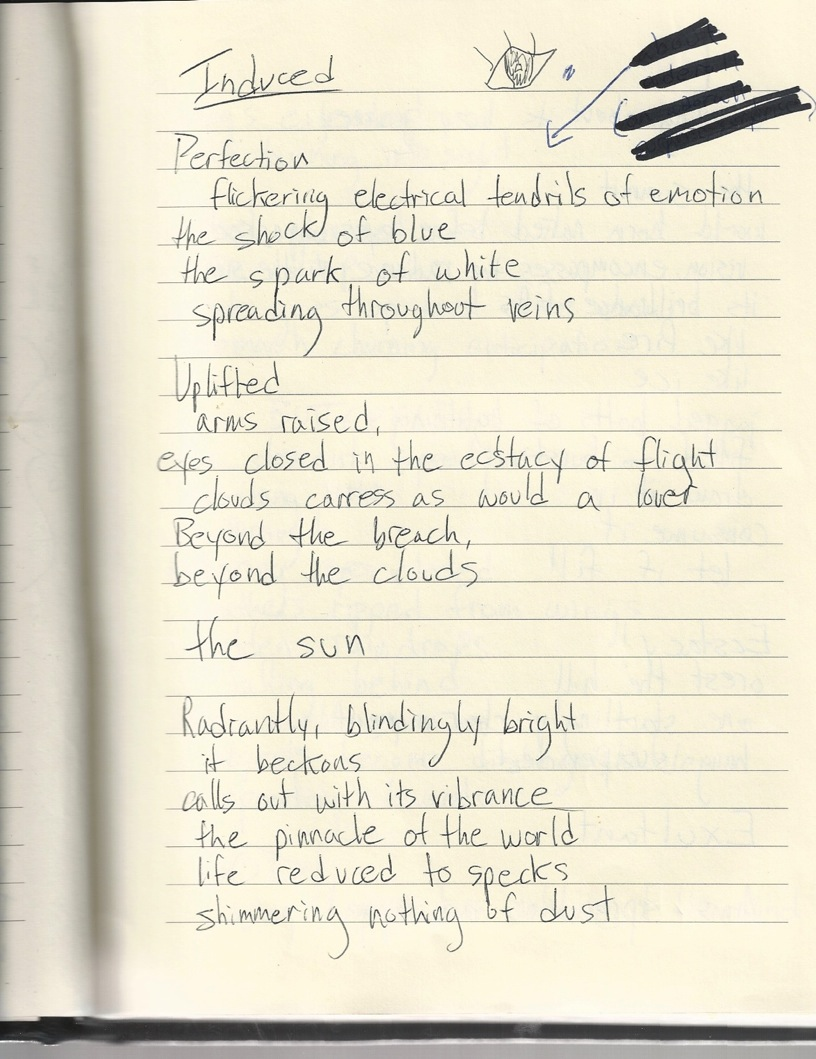 Induced
Perfection
flickering electrical tendrils of emotion
the shock of blue
the spark of white
spreading throughout veins
Uplifted
arms raised,
eyes closed in the ecstacy of flight
clouds carress as would a lover
Beyond the breach,
beyond the clouds
the sun
Radiantly, blindingly bright
it beckons
calls out with its vibrance
the pinnacle of the world
life reduced to specks
shimmering nothing of dust